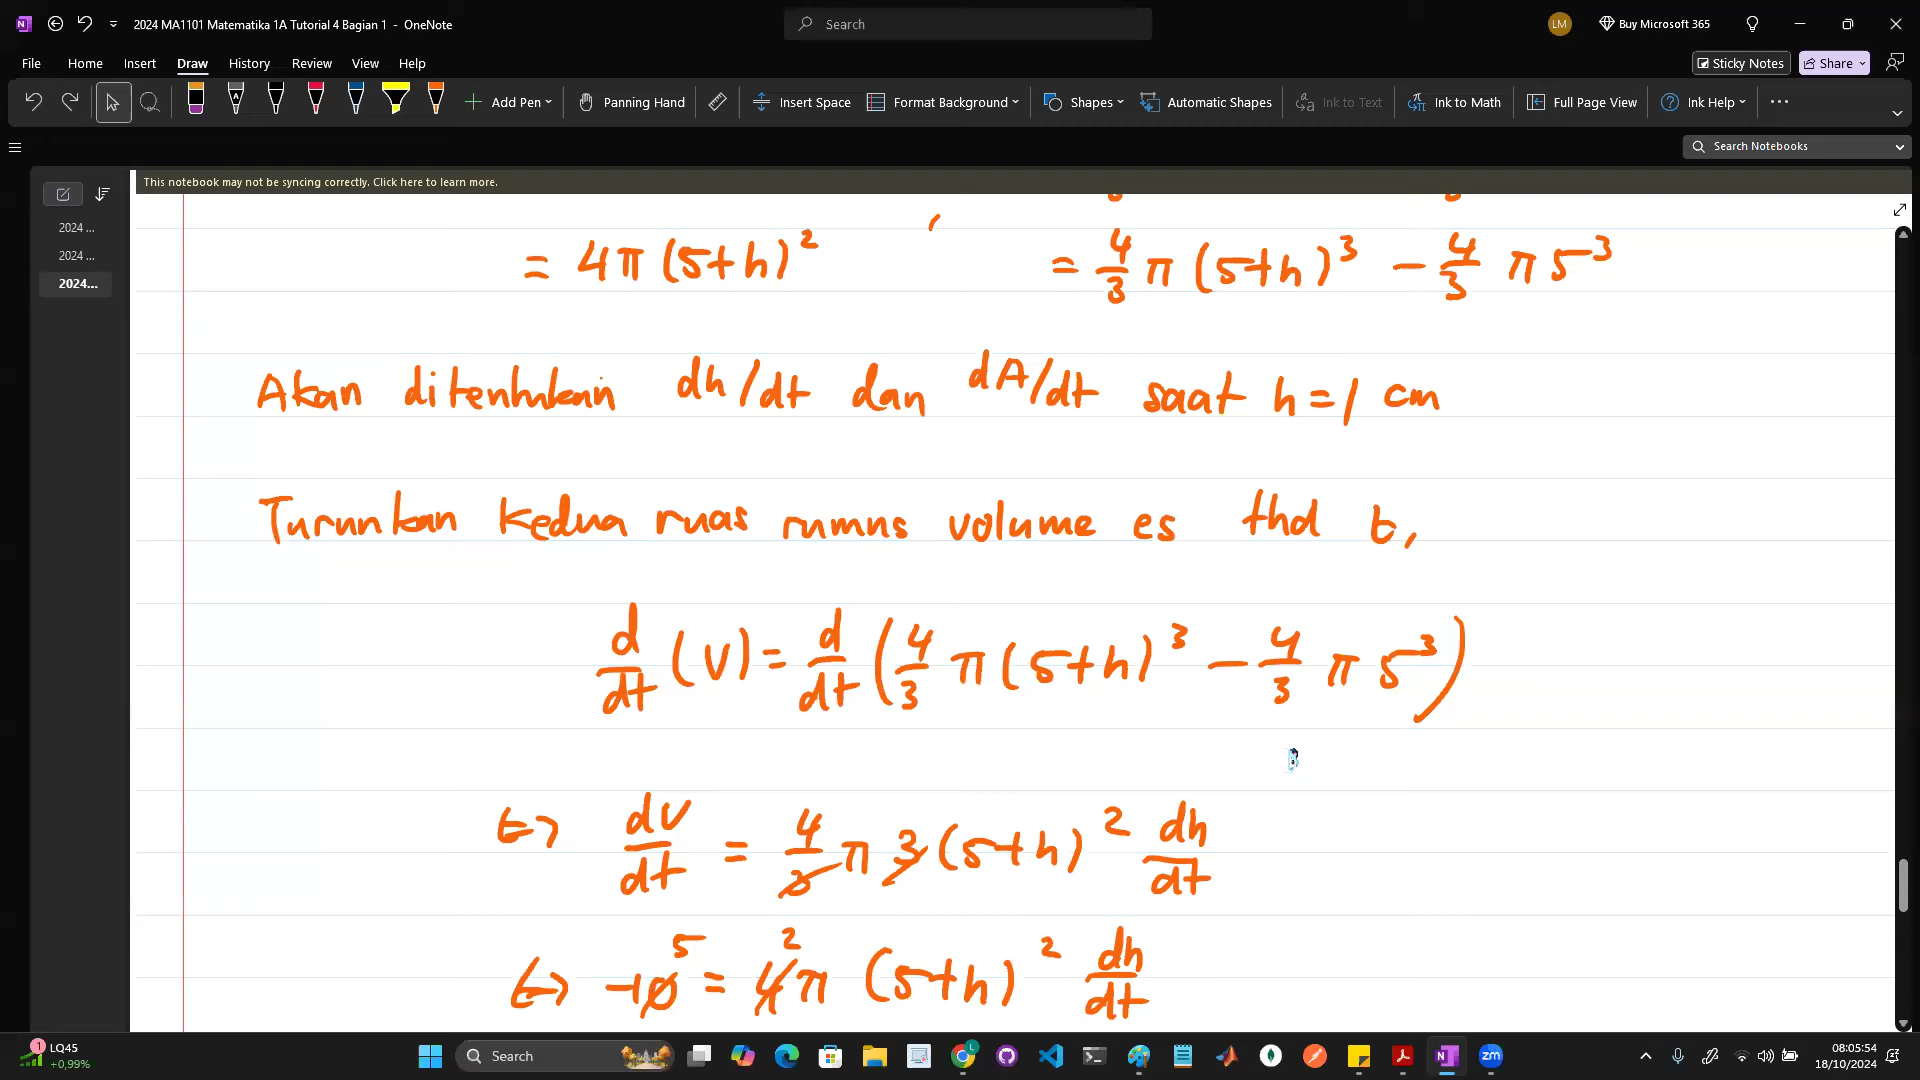 2024 MA1101 Matematika 1A Tutorial 4 Bagian 1 - OneNote
Search
LM
Buy Microsoft 365
File Home Insert Draw History Review View Help
Sticky Notes
Share
Add Pen
Panning Hand
Insert Space
Format Background
Shapes
Automatic Shapes
Ink to Text
Ink to Math
Full Page View
Ink Help
Search Notebooks
This notebook may not be syncing correctly. Click here to learn more.
2024 ...
2024 ...
2024...
= 4π(5+h)² , = 4/3 π (5+h)³ − 4/3 π 5³
Akan ditentukan dh/dt dan dA/dt saat h = 1 cm
Turunkan kedua ruas rumus volume es thd t,
d/dt (V) = d/dt (4/3 π (5+h)³ − 4/3 π 5³)
⟺ dV/dt = 4/3 π 3 (5+h)² dh/dt
⟺ -10 5 = 4 2 π (5+h)² dh/dt
1
LQ45
+0,99%
Search
L
zm
08:05:54
18/10/2024